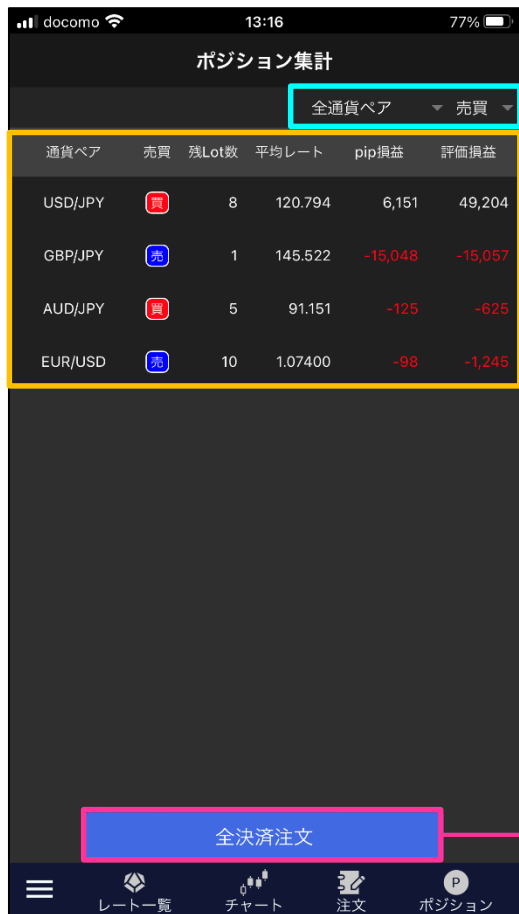 docomo 13:16 77%
ポジション集計
全通貨ペア 売買
通貨ペア 売買 残Lot数 平均レート pip損益 評価損益
USD/JPY 買 8 120.794 6,151 49,204
GBP/JPY 売 1 145.522 -15,048 -15,057
AUD/JPY 買 5 91.151 -125 -625
EUR/USD 売 10 1.07400 -98 -1,245
全決済注文
レート一覧 チャート 注文 P ポジション